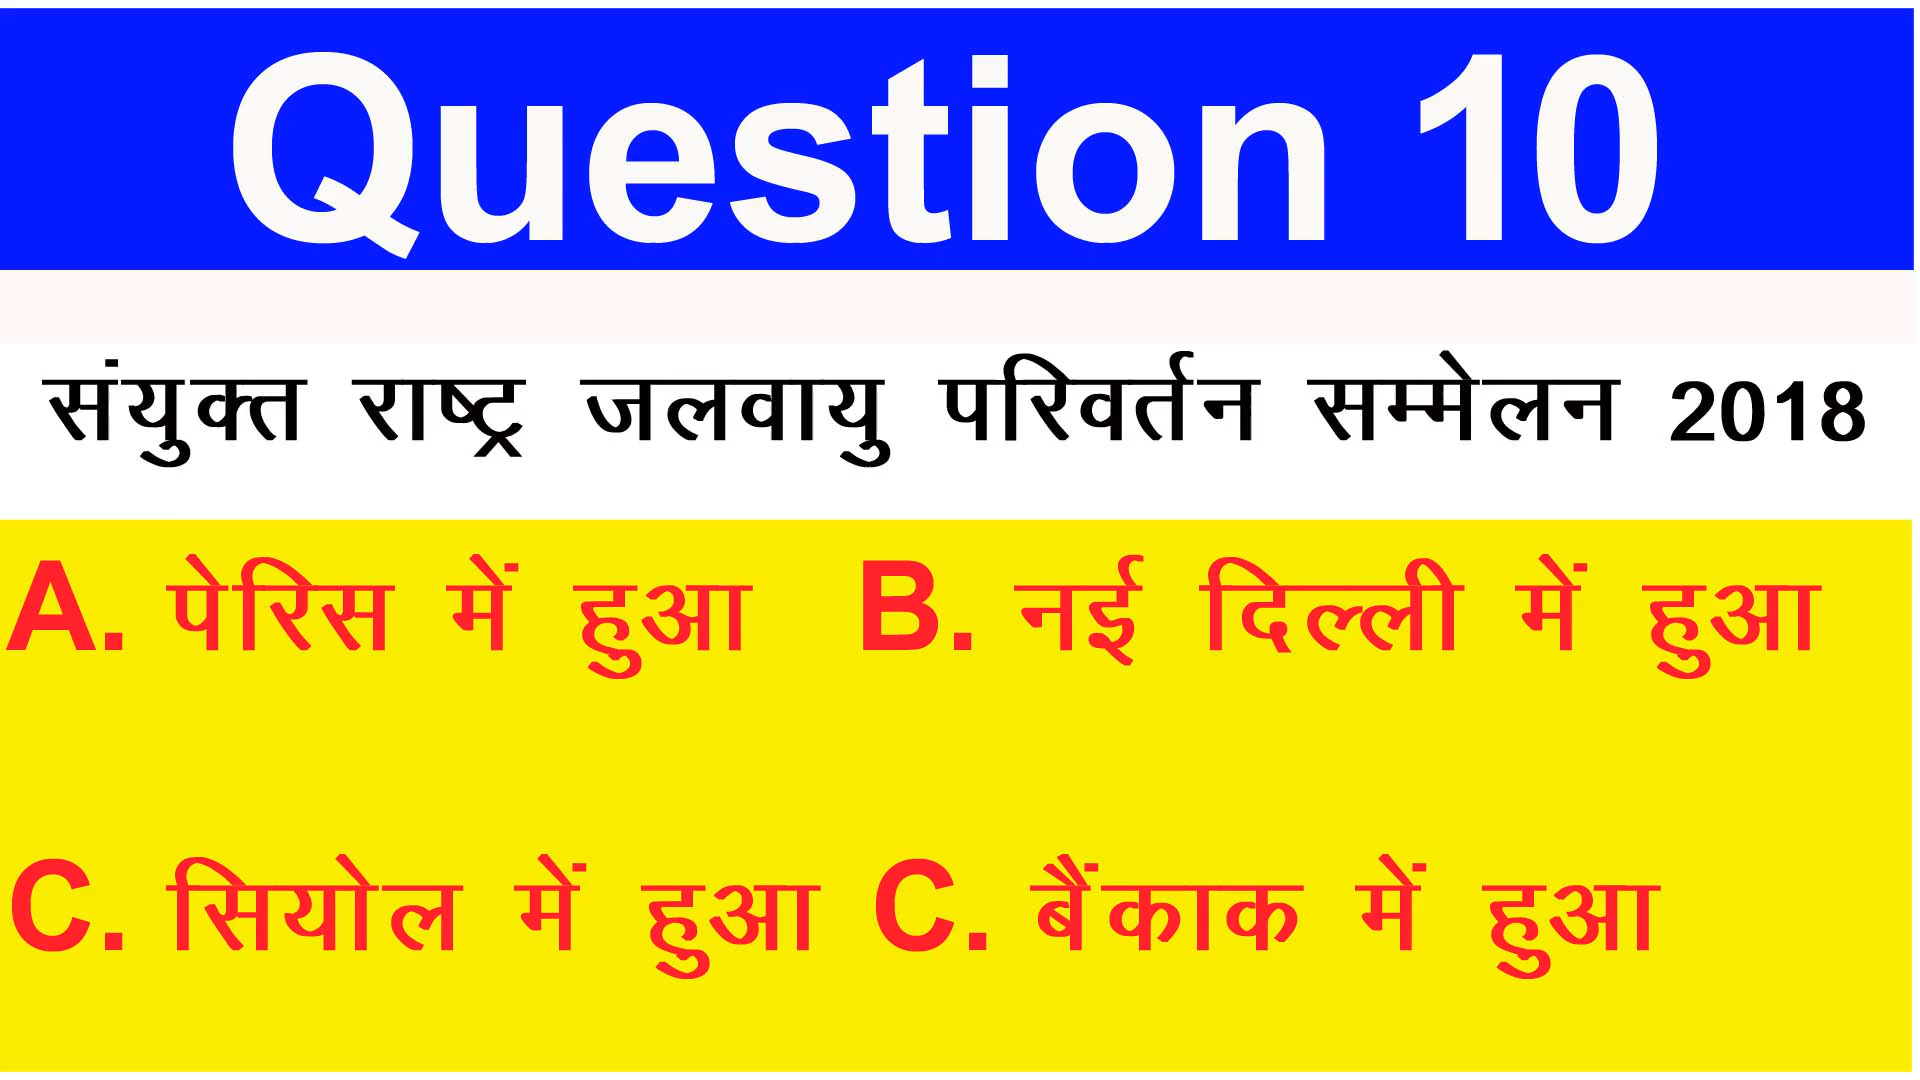 Question 10
संयुक्त राष्ट्र जलवायु परिवर्तन सम्मेलन 2018
A. पेरिस में हुआ B. नई दिल्ली में हुआ
C. सियोल में हुआ C. बैंकाक में हुआ